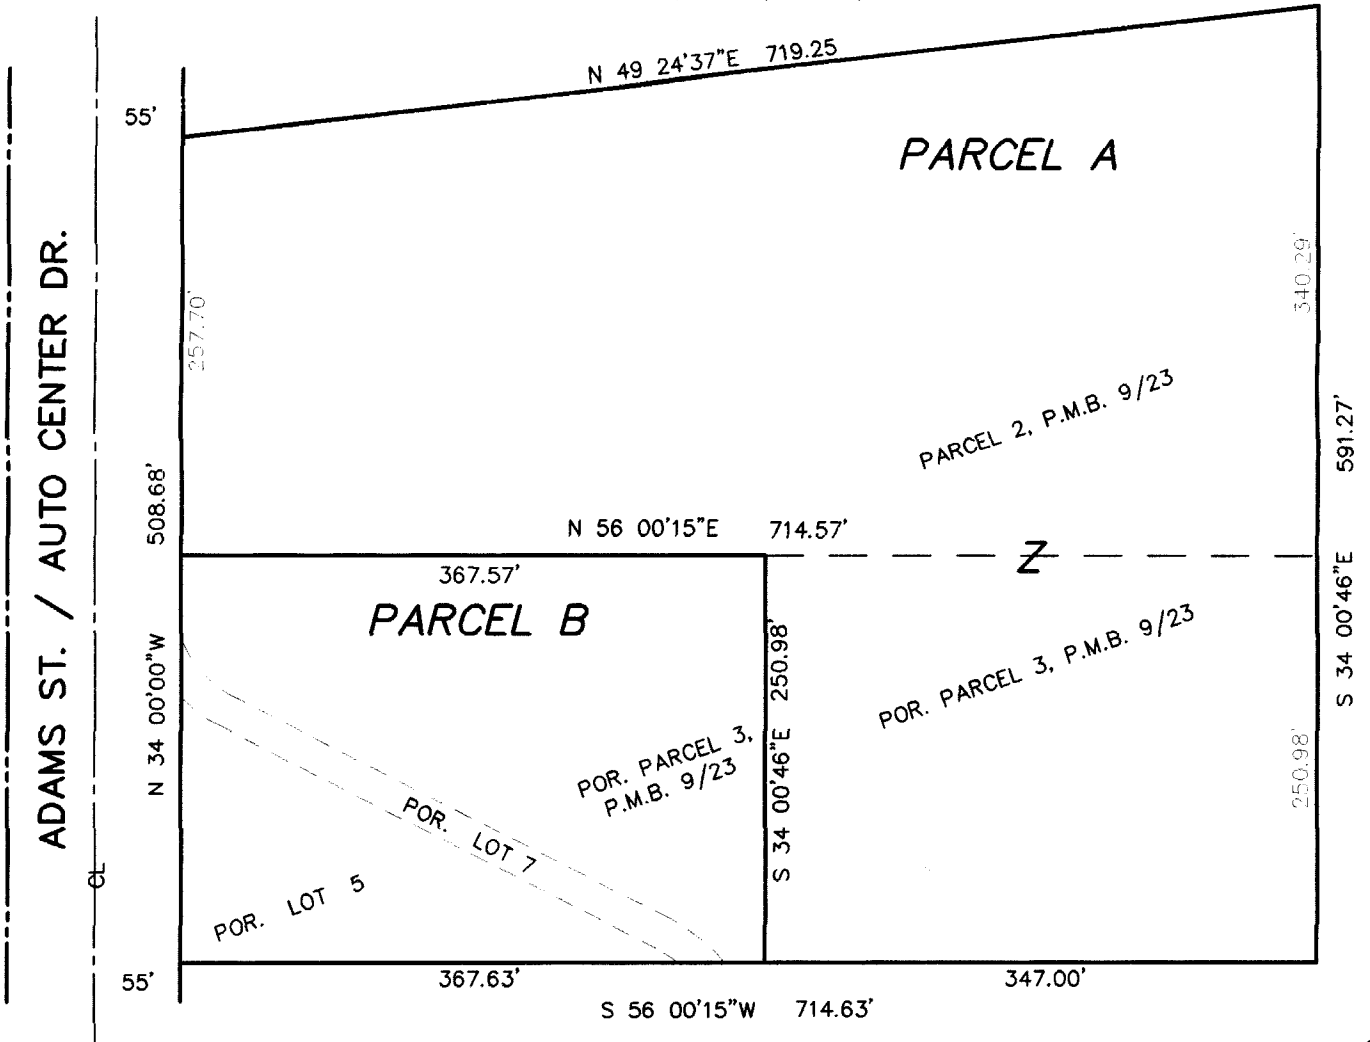 N 49 24'37"E 719.25
55'
PARCEL A
ADAMS ST. / AUTO CENTER DR.
257.70'
340.29'
PARCEL 2, P.M.B. 9/23
591.27'
508.68'
N 56 00'15"E 714.57'
Z
367.57'
PARCEL B
S 34 00'46"E
N 34 00'00"W
250.98'
POR. PARCEL 3, P.M.B. 9/23
POR. PARCEL 3,
P.M.B. 9/23
S 34 00'46"E
250.98'
POR. LOT 7
POR. LOT 5
CL
55'
367.63'
347.00'
S 56 00'15"W 714.63'